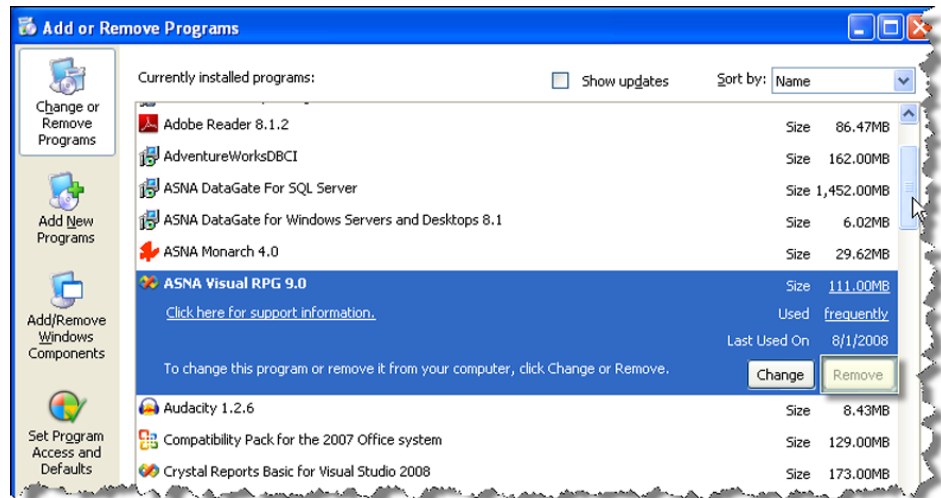 Add or Remove Programs
Change or
Remove
Programs
Add New
Programs
Add/Remove
Windows
Components
Set Program
Access and
Defaults
Currently installed programs:
Show updates
Sort by: Name
Adobe Reader 8.1.2 Size 86.47MB
AdventureWorksDBCI Size 162.00MB
ASNA DataGate For SQL Server Size 1,452.00MB
ASNA DataGate for Windows Servers and Desktops 8.1 Size 6.02MB
ASNA Monarch 4.0 Size 29.62MB
ASNA Visual RPG 9.0 Size 111.00MB
Click here for support information. Used frequently
Last Used On 8/1/2008
To change this program or remove it from your computer, click Change or Remove. Change Remove
Audacity 1.2.6 Size 8.43MB
Compatibility Pack for the 2007 Office system Size 129.00MB
Crystal Reports Basic for Visual Studio 2008 Size 173.00MB